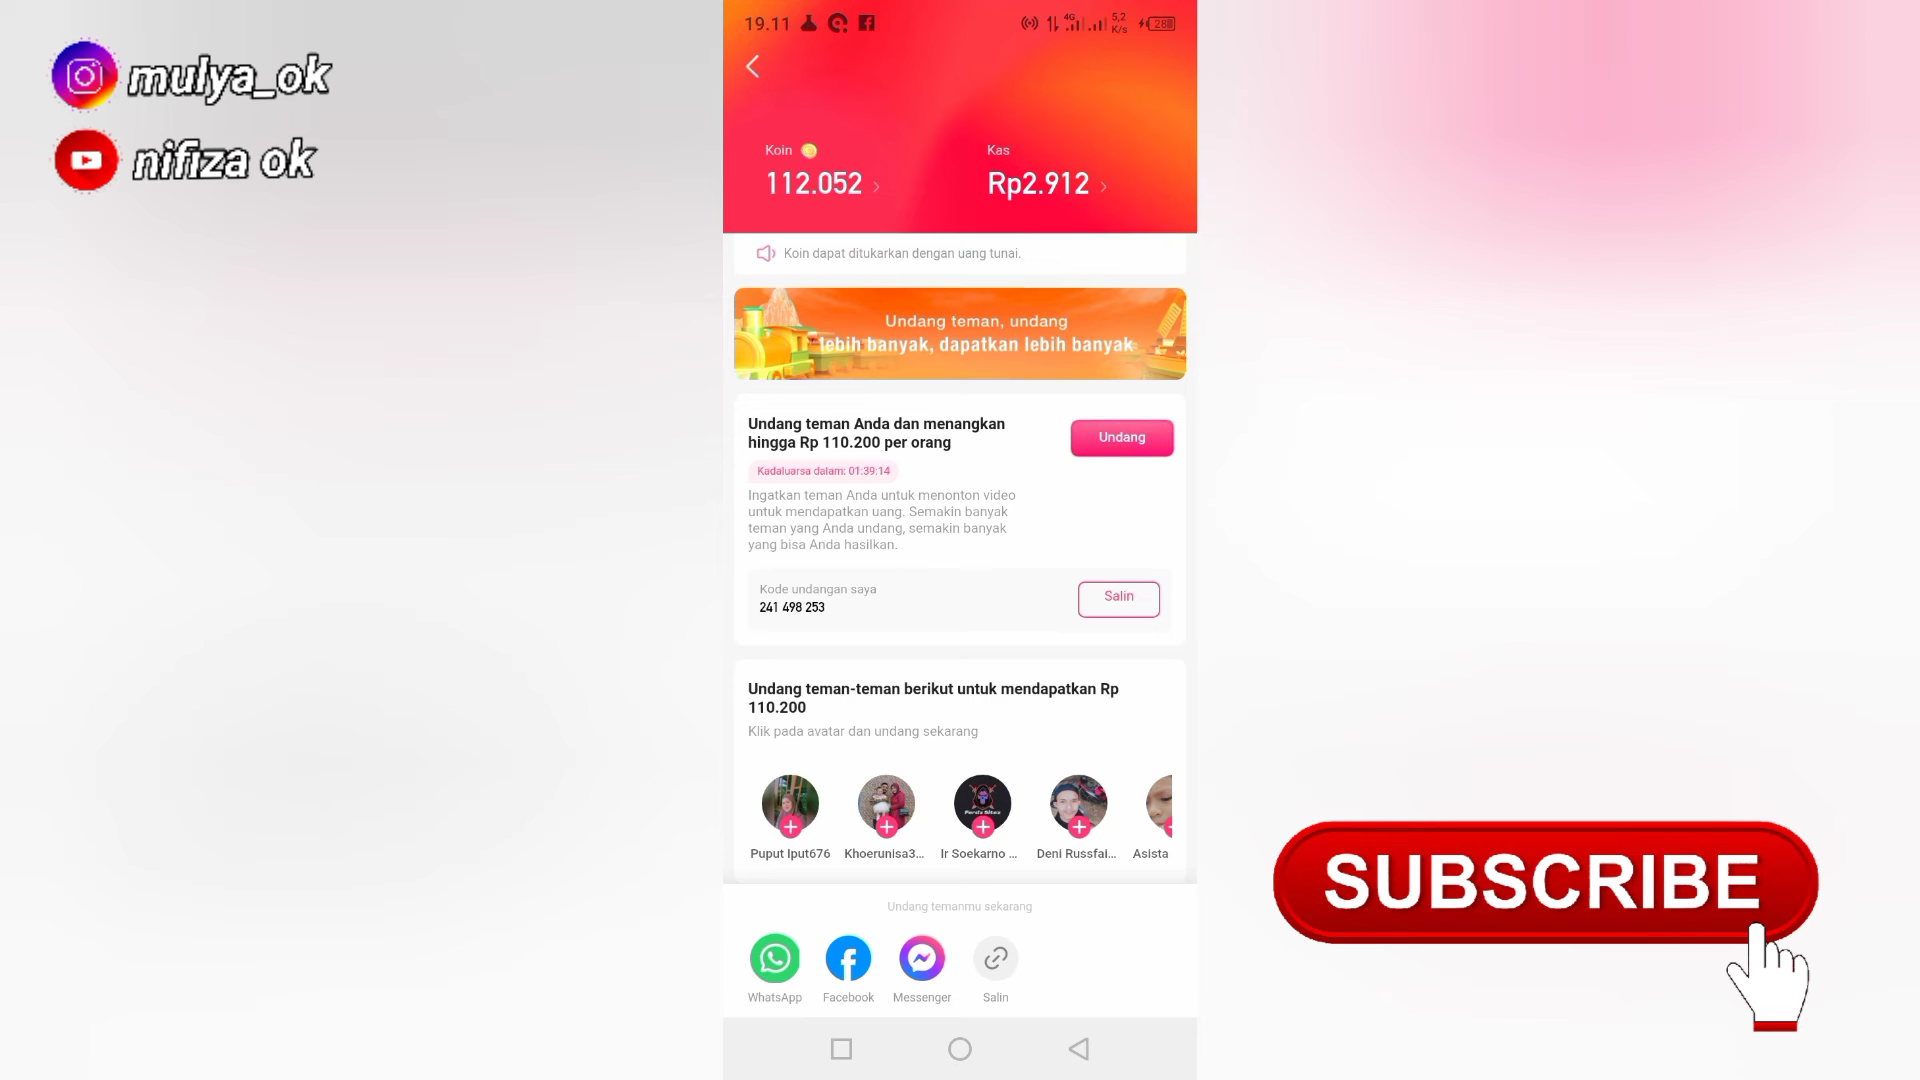 mulya_ok
nifiza ok
19.11
4G
5,2
K/s
28
Koin
112.052
Kas
Rp2.912
Koin dapat ditukarkan dengan uang tunai.
Undang teman, undang
lebih banyak, dapatkan lebih banyak
Undang teman Anda dan menangkan
hingga Rp 110.200 per orang
Undang
Kadaluarsa dalam: 01:39:14
Ingatkan teman Anda untuk menonton video
untuk mendapatkan uang. Semakin banyak
teman yang Anda undang, semakin banyak
yang bisa Anda hasilkan.
Kode undangan saya
241 498 253
Salin
Undang teman-teman berikut untuk mendapatkan Rp
110.200
Klik pada avatar dan undang sekarang
Puput Iput676
Khoerunisa3...
Ir Soekarno ...
Deni Russfai...
Asista
Undang temanmu sekarang
WhatsApp
Facebook
Messenger
Salin
SUBSCRIBE